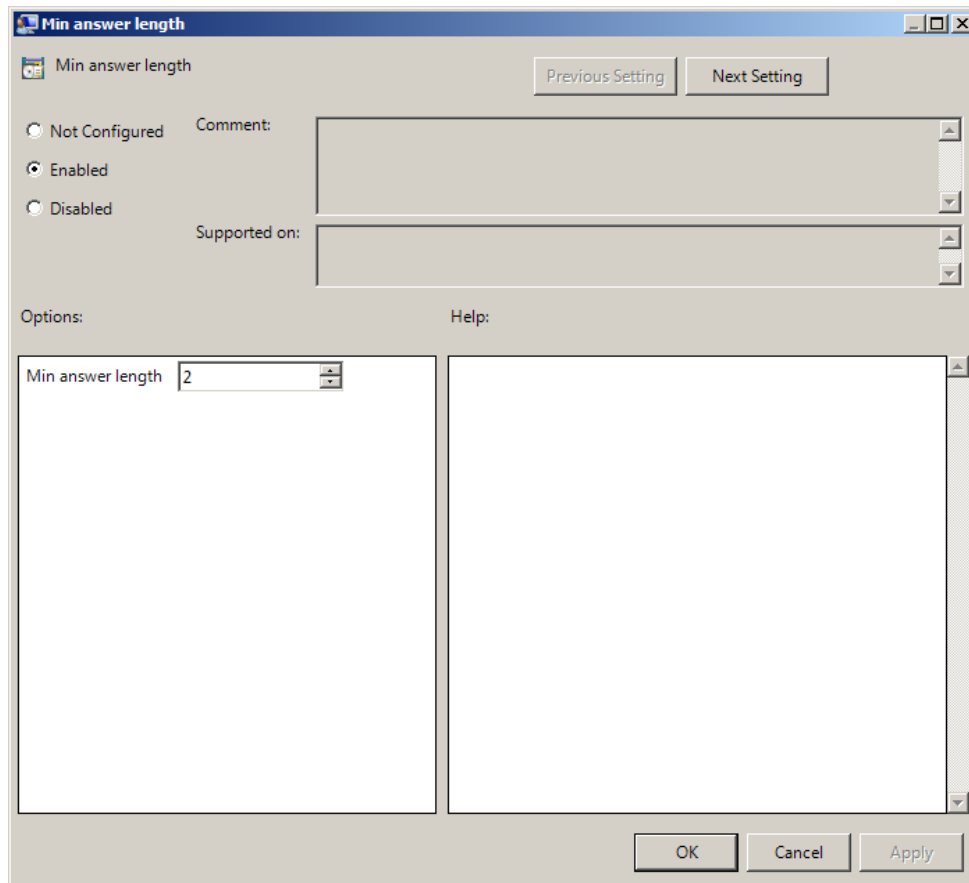 Min answer length
Min answer length
Previous Setting
Next Setting
Not Configured
Comment:
Enabled
Disabled
Supported on:
Options:
Help:
Min answer length 2
OK
Cancel
Apply